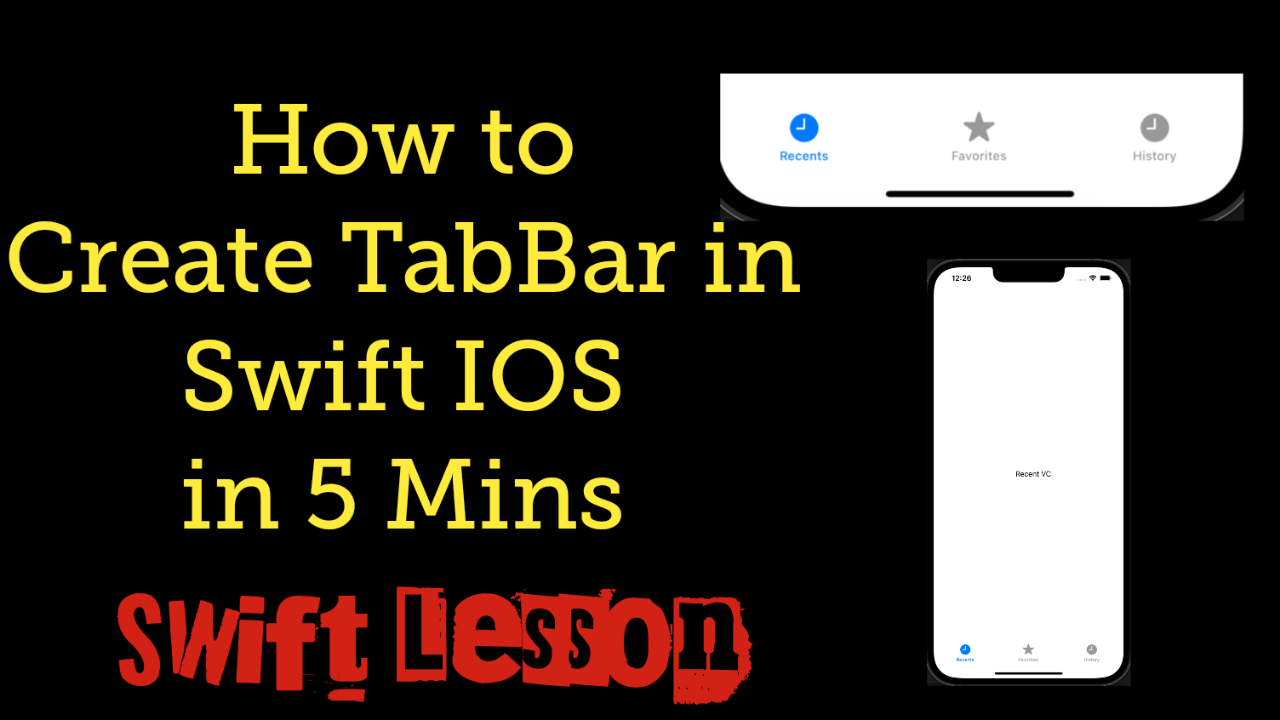 How to
Create TabBar in
Swift IOS
in 5 Mins
Swift Lesson
Recents
Favorites
History
12:26
Recent VC
Recents
Favorites
History